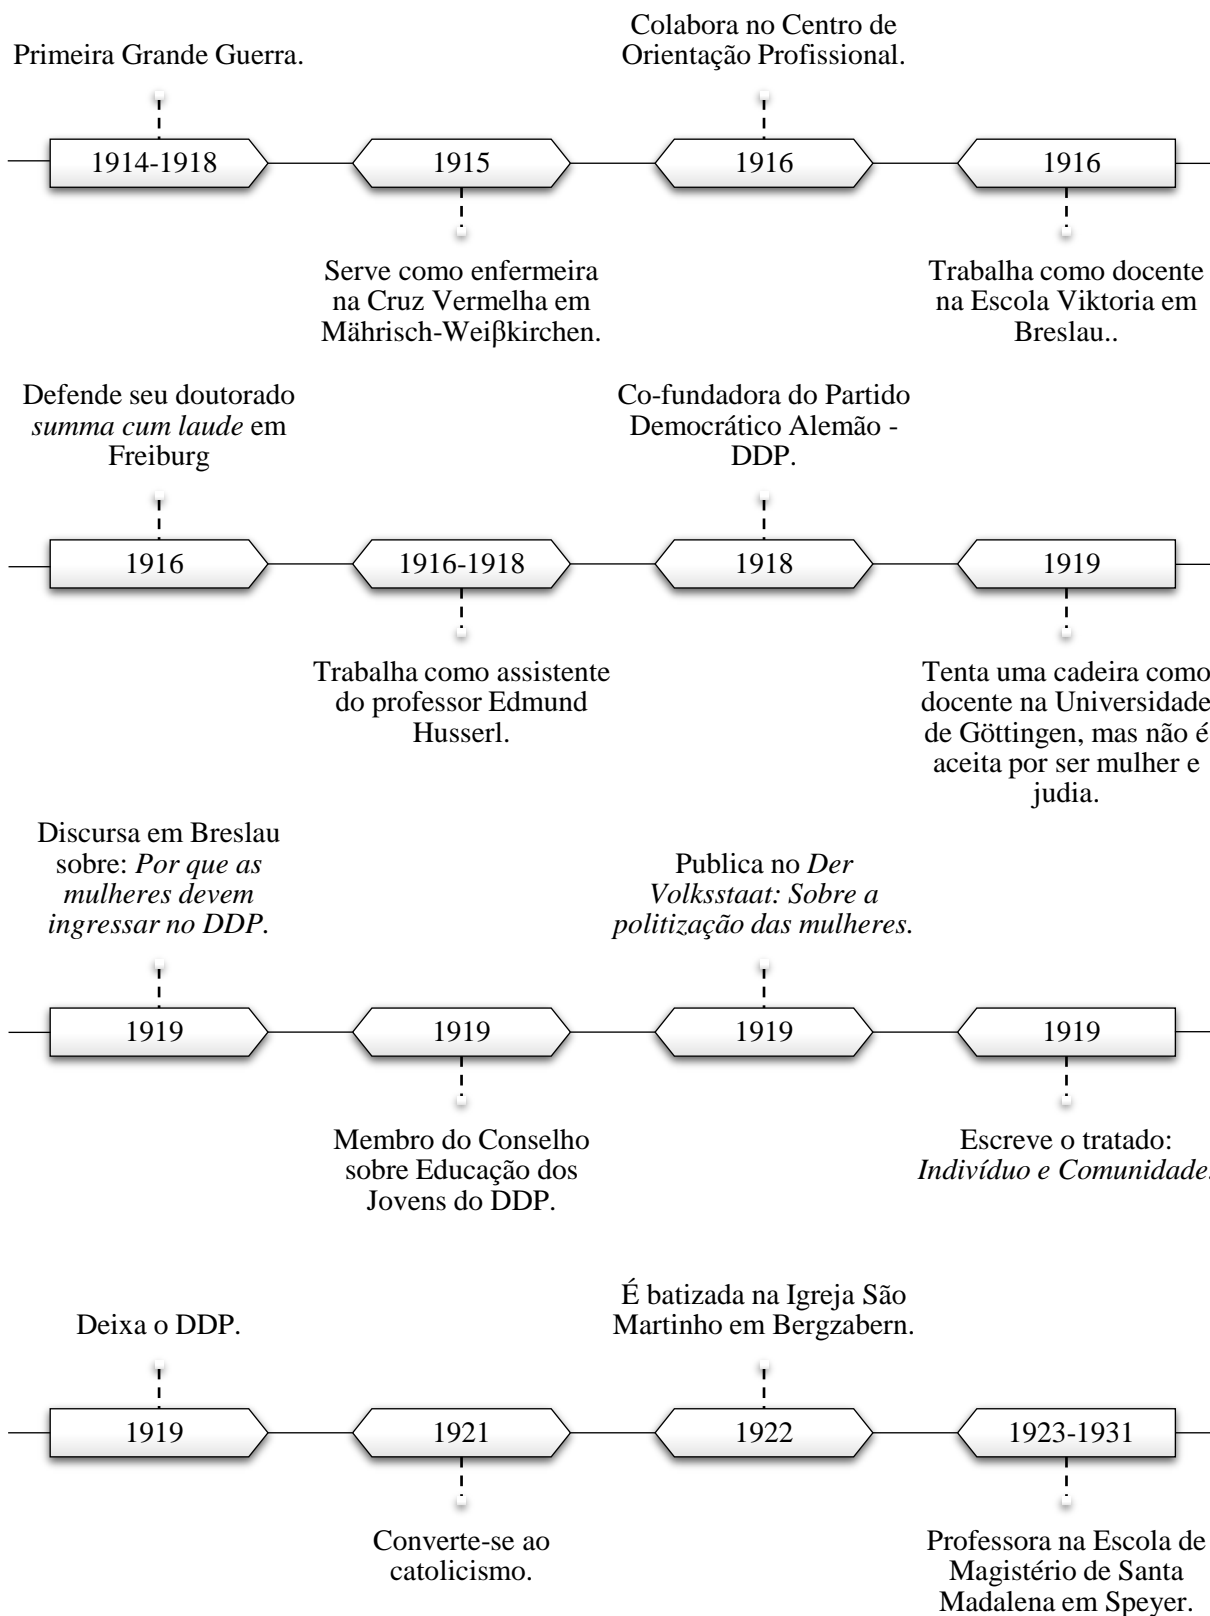 Primeira Grande Guerra.
Colabora no Centro de
Orientação Profissional.
1914-1918
1915
1916
1916
Serve como enfermeira
na Cruz Vermelha em
Mährisch-Weiβkirchen.
Trabalha como docente
na Escola Viktoria em
Breslau..
Defende seu doutorado
summa cum laude em
Freiburg
Co-fundadora do Partido
Democrático Alemão -
DDP.
1916
1916-1918
1918
1919
Trabalha como assistente
do professor Edmund
Husserl.
Tenta uma cadeira como
docente na Universidade
de Göttingen, mas não é
aceita por ser mulher e
judia.
Discursa em Breslau
sobre: Por que as
mulheres devem
ingressar no DDP.
Publica no Der
Volksstaat: Sobre a
politização das mulheres.
1919
1919
1919
1919
Membro do Conselho
sobre Educação dos
Jovens do DDP.
Escreve o tratado:
Indivíduo e Comunidade.
Deixa o DDP.
É batizada na Igreja São
Martinho em Bergzabern.
1919
1921
1922
1923-1931
Converte-se ao
catolicismo.
Professora na Escola de
Magistério de Santa
Madalena em Speyer.